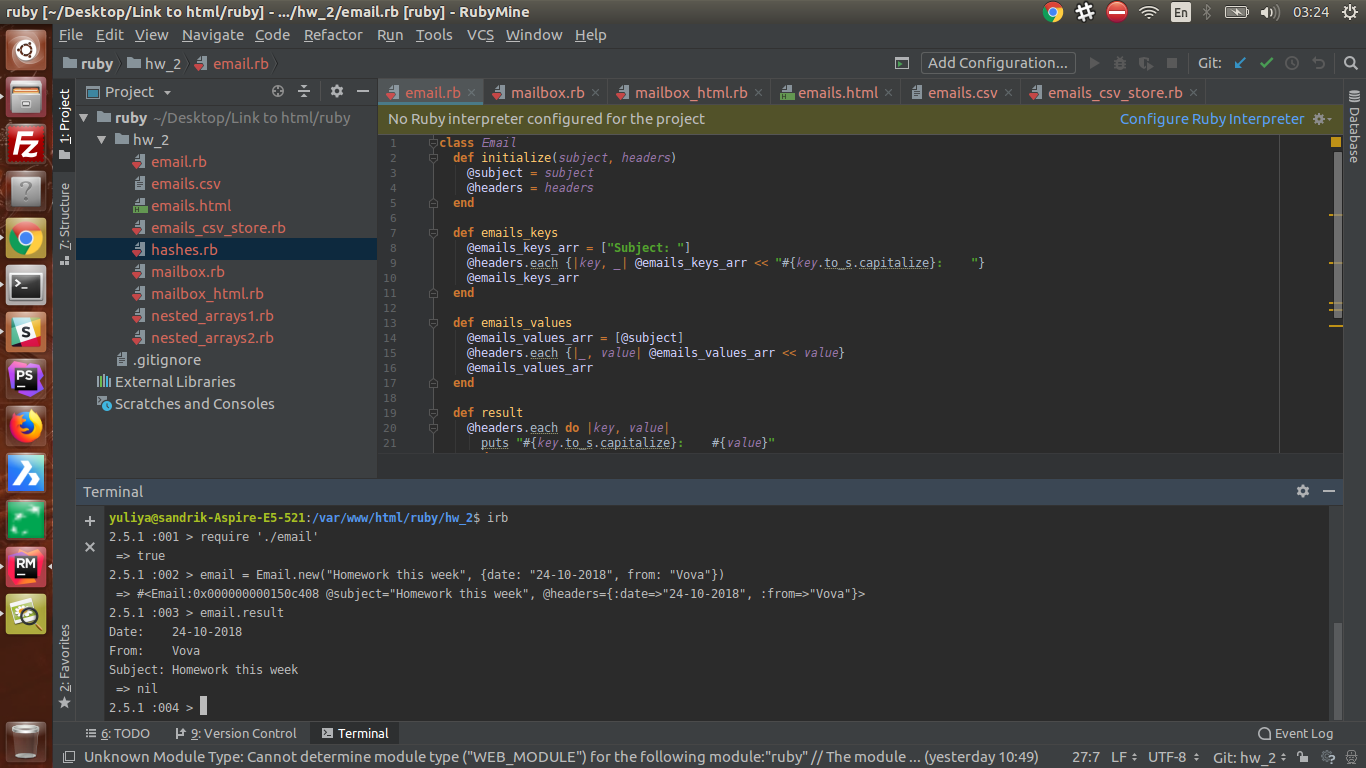 ruby [~/Desktop/Link to html/ruby] - .../hw_2/email.rb [ruby] - RubyMine
En
03:24
File Edit View Navigate Code Refactor Run Tools VCS Window Help
ruby hw_2 email.rb
Add Configuration...
Git:
1: Project
7: Structure
2: Favorites
Project
ruby ~/Desktop/Link to html/ruby
hw_2
email.rb
emails.csv
emails.html
emails_csv_store.rb
hashes.rb
mailbox.rb
mailbox_html.rb
nested_arrays1.rb
nested_arrays2.rb
.gitignore
External Libraries
Scratches and Consoles
email.rb mailbox.rb mailbox_html.rb emails.html emails.csv emails_csv_store.rb
No Ruby interpreter configured for the project
Configure Ruby Interpreter
Database
1 class Email
2 def initialize(subject, headers)
3 @subject = subject
4 @headers = headers
5 end
6
7 def emails_keys
8 @emails_keys_arr = ["Subject: "]
9 @headers.each {|key, _| @emails_keys_arr << "#{key.to_s.capitalize}:    "}
10 @emails_keys_arr
11 end
12
13 def emails_values
14 @emails_values_arr = [@subject]
15 @headers.each {|_, value| @emails_values_arr << value}
16 @emails_values_arr
17 end
18
19 def result
20 @headers.each do |key, value|
21 puts "#{key.to_s.capitalize}:    #{value}"
Terminal
yuliya@sandrik-Aspire-E5-521:/var/www/html/ruby/hw_2$ irb
2.5.1 :001 > require './email'
=> true
2.5.1 :002 > email = Email.new("Homework this week", {date: "24-10-2018", from: "Vova"})
=> #<Email:0x000000000150c408 @subject="Homework this week", @headers={:date=>"24-10-2018", :from=>"Vova"}>
2.5.1 :003 > email.result
Date:    24-10-2018
From:    Vova
Subject: Homework this week
=> nil
2.5.1 :004 >
Fz
?
S
PS
RM
6: TODO 9: Version Control Terminal Event Log
Unknown Module Type: Cannot determine module type ("WEB_MODULE") for the following module:"ruby" // The module ... (yesterday 10:49)
27:7 LF UTF-8 Git: hw_2